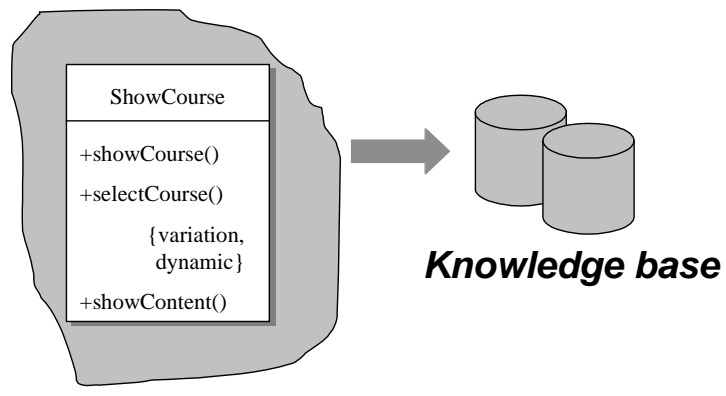 ShowCourse
+showCourse()
+selectCourse()
{variation,
dynamic}
+showContent()
Knowledge base